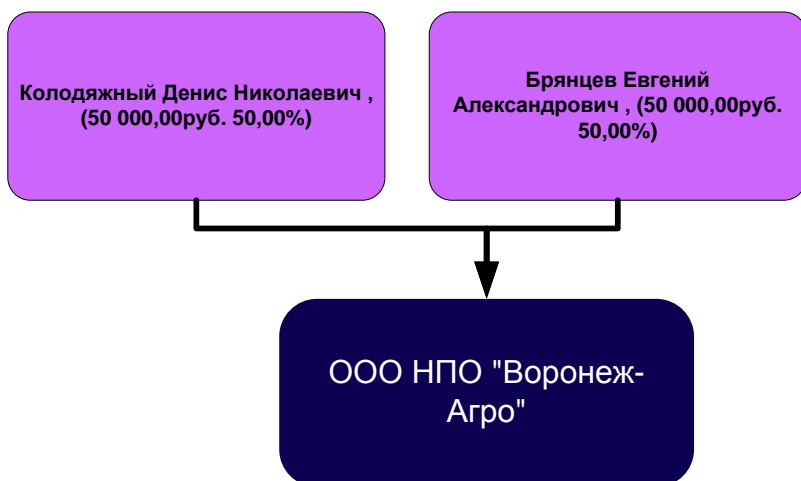 Колодяжный Денис Николаевич ,
(50 000,00руб. 50,00%)
Брянцев Евгений
Александрович , (50 000,00руб.
50,00%)
ООО НПО "Воронеж-
Агро"